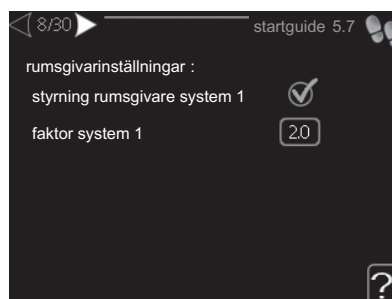 8/30 startguide 5.7
rumsgivarinställningar :
styrning rumsgivare system 1
faktor system 1 2.0
?